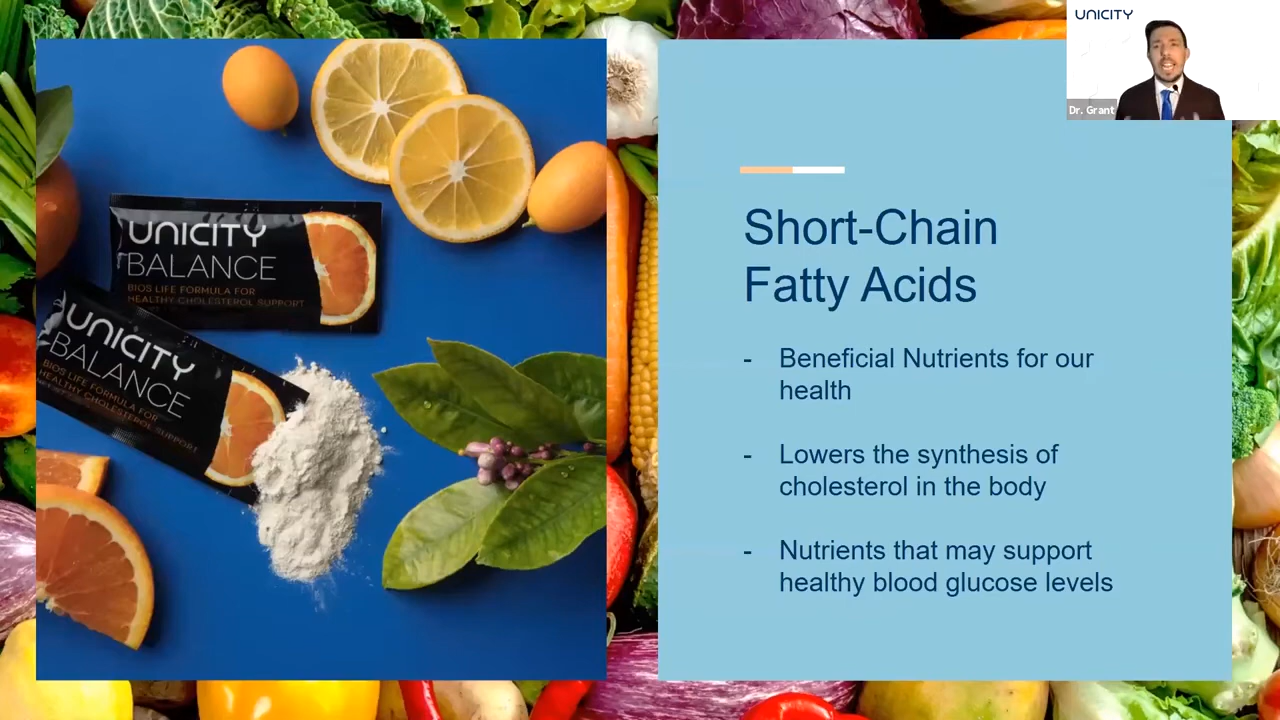 UNICITY
BALANCE
BIOS LIFE FORMULA FOR
HEALTHY CHOLESTEROL SUPPORT
UNICITY
BALANCE
BIOS LIFE FORMULA FOR
HEALTHY CHOLESTEROL SUPPORT
UNICITY
Dr. Grant
Short-Chain
Fatty Acids
- Beneficial Nutrients for our
health
- Lowers the synthesis of
cholesterol in the body
- Nutrients that may support
healthy blood glucose levels